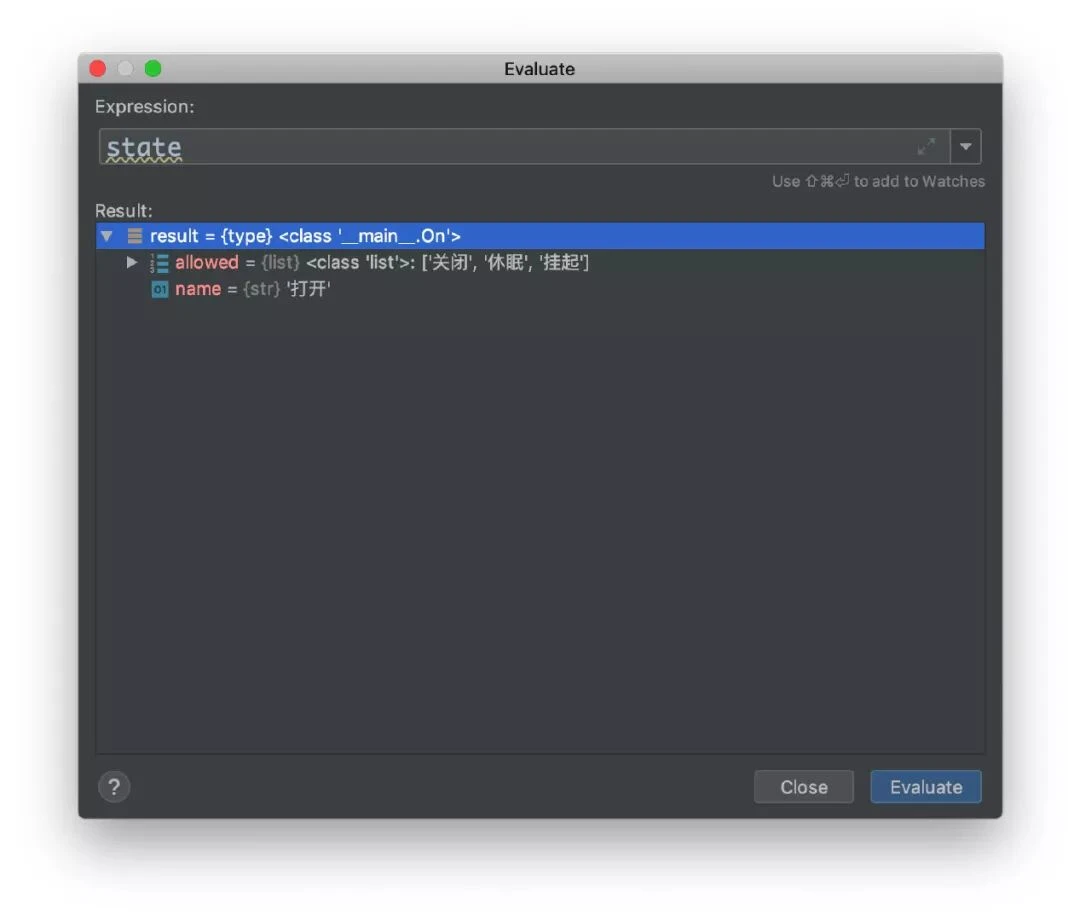 Evaluate
Expression:
state
Use ⇧⌘⏎ to add to Watches
Result:
result = {type} <class '__main__.On'>
allowed = {list} <class 'list'>: ['关闭', '休眠', '挂起']
01 name = {str} '打开'
? Close Evaluate